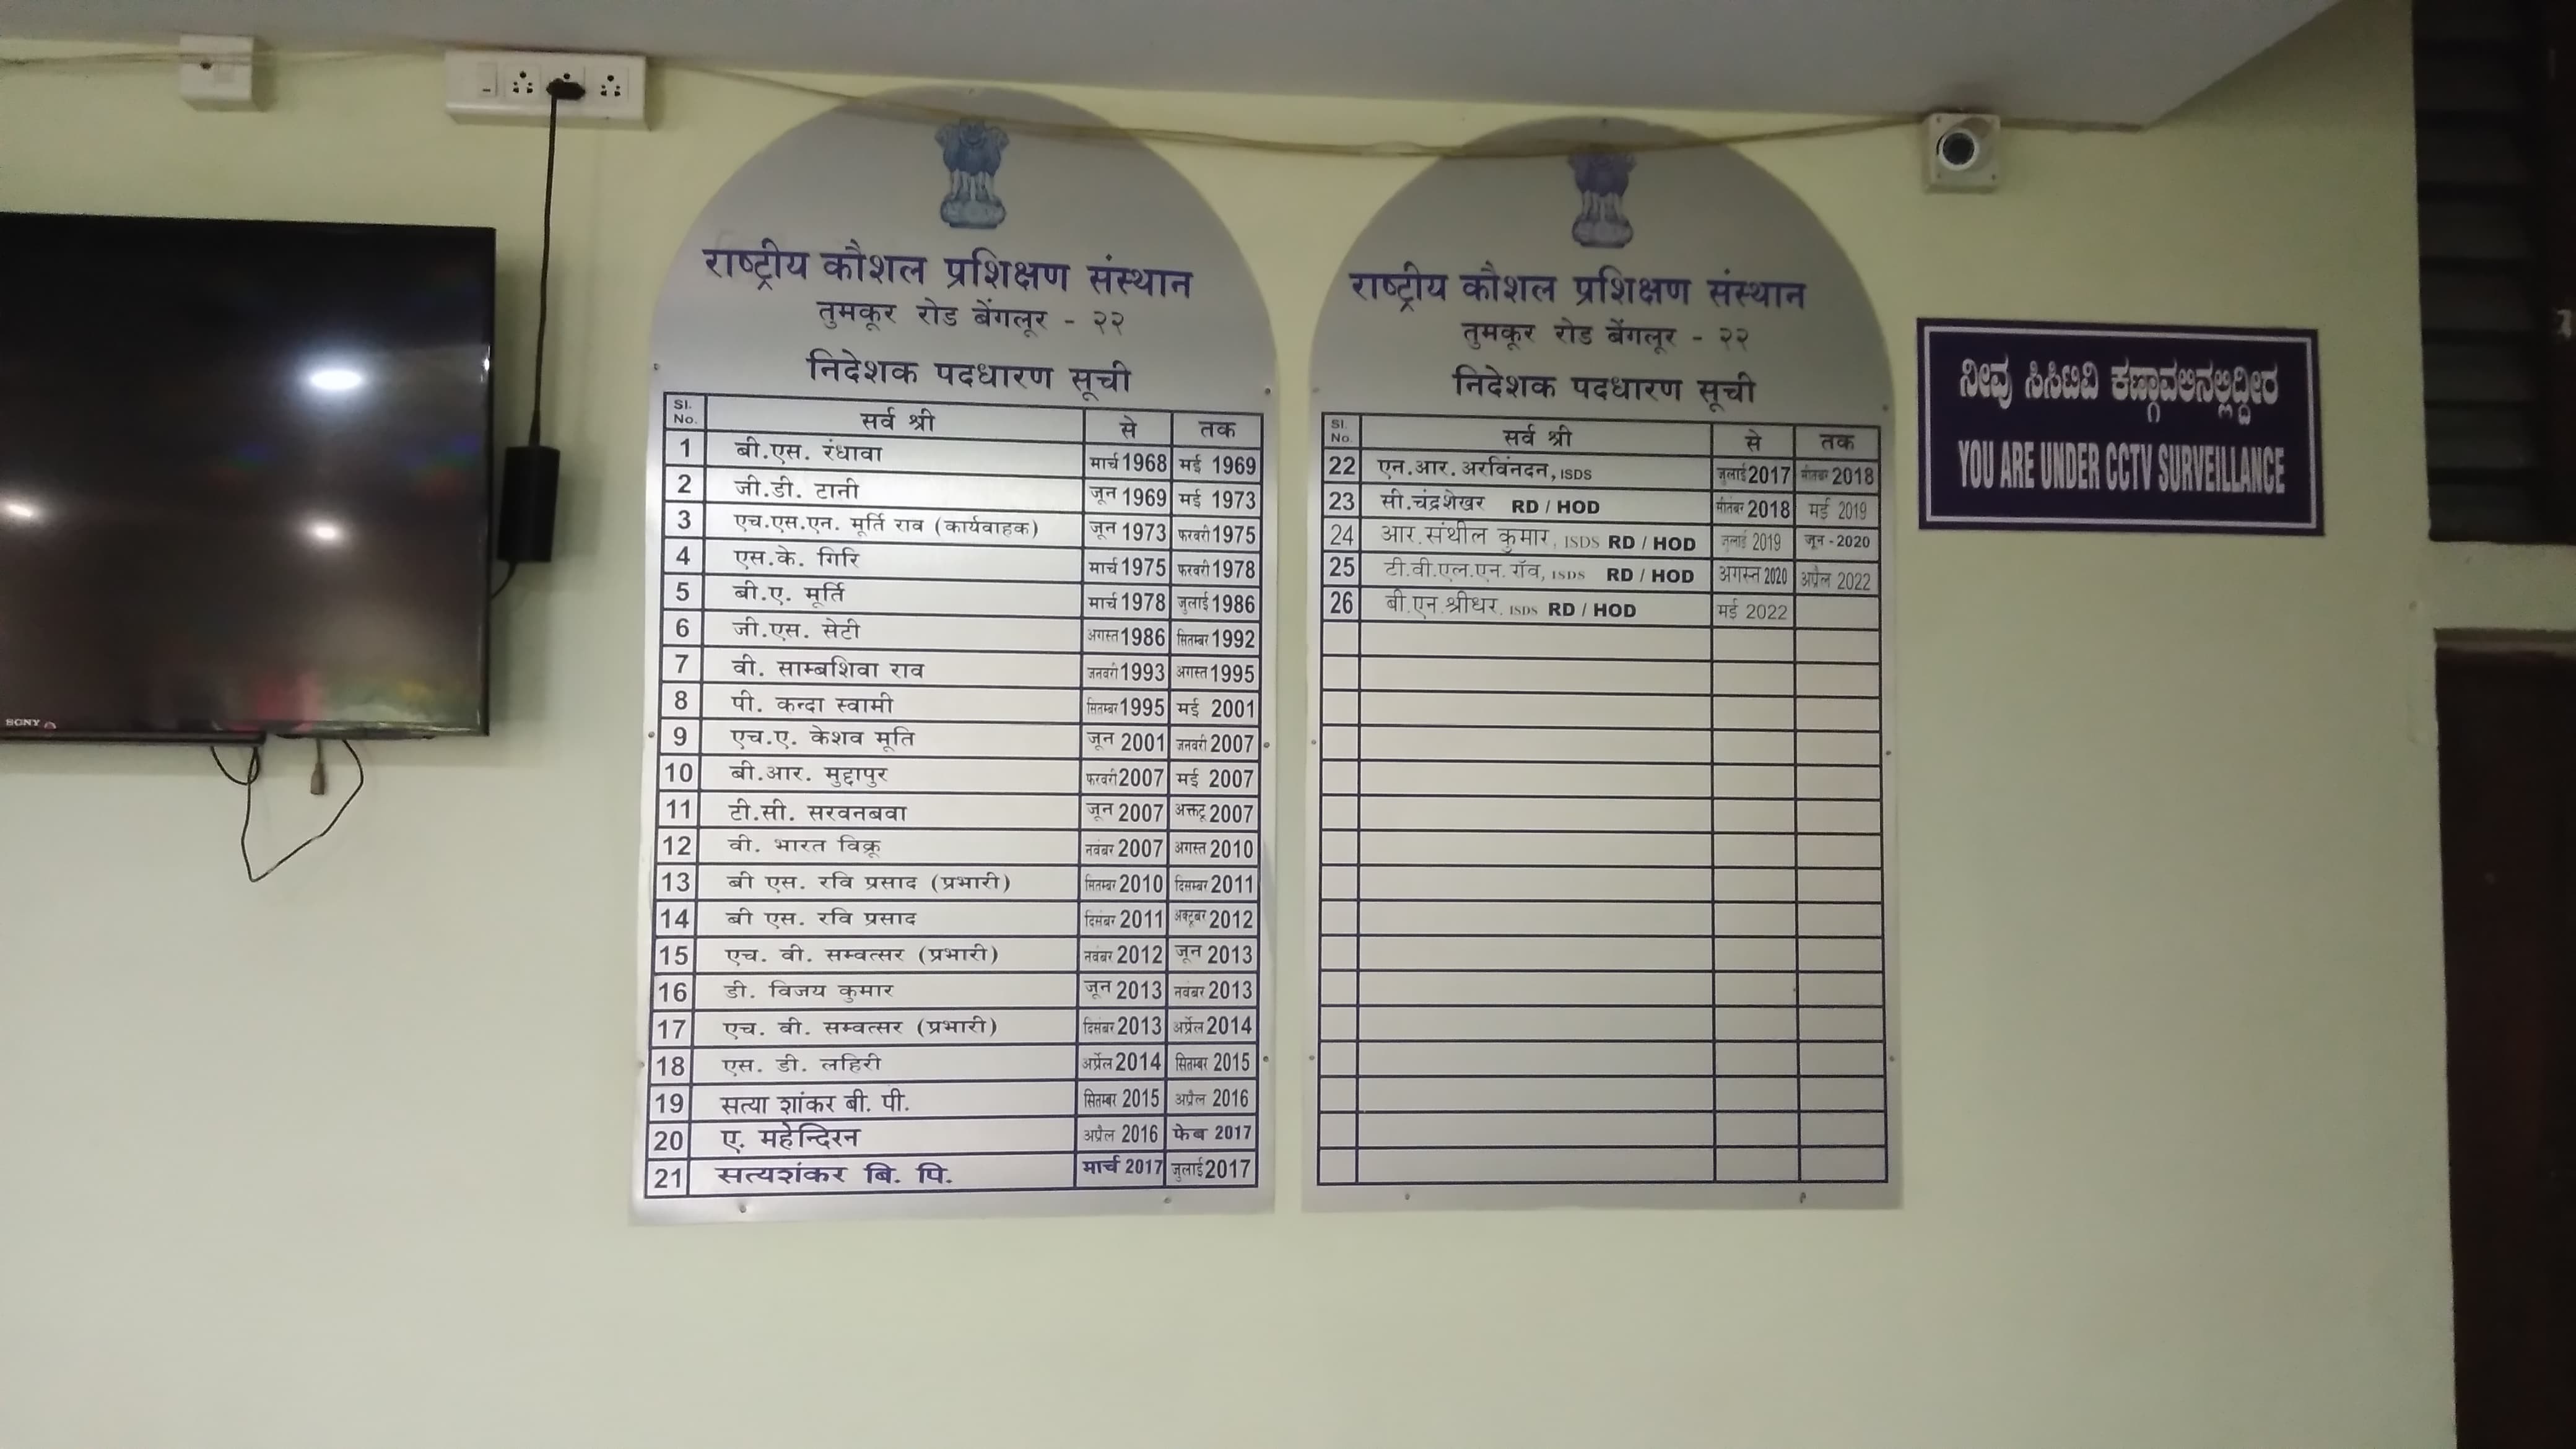 SONY
राष्ट्रीय कौशल प्रशिक्षण संस्थान
तुमकूर रोड बेंगलूर - २२
निदेशक पदधारण सूची
Sl. No. सर्व श्री से तक
1 बी.एस. रंधावा मार्च 1968 मई 1969
2 जी.डी. टानी जून 1969 मई 1973
3 एच.एस.एन. मूर्ति राव (कार्यवाहक) जून 1973 फरवरी 1975
4 एस.के. गिरि मार्च 1975 फरवरी 1978
5 बी.ए. मूर्ति मार्च 1978 जुलाई 1986
6 जी.एस. सेटी अगस्त 1986 सितम्बर 1992
7 वी. साम्बशिवा राव जनवरी 1993 अगस्त 1995
8 पी. कन्दा स्वामी सितम्बर 1995 मई 2001
9 एच.ए. केशव मूति जून 2001 जनवरी 2007
10 बी.आर. मुद्दापुर फरवरी 2007 मई 2007
11 टी.सी. सरवनबवा जून 2007 अक्तटू 2007
12 वी. भारत विक्रू नवंबर 2007 अगस्त 2010
13 बी एस. रवि प्रसाद (प्रभारी) सितम्बर 2010 दिसम्बर 2011
14 बी एस. रवि प्रसाद दिसंबर 2011 अक्टूबर 2012
15 एच. वी. सम्वत्सर (प्रभारी) नवंबर 2012 जून 2013
16 डी. विजय कुमार जून 2013 नवंबर 2013
17 एच. वी. सम्वत्सर (प्रभारी) दिसंबर 2013 अर्प्रेल 2014
18 एस. डी. लहिरी अर्प्रेल 2014 सितम्बर 2015
19 सत्या शांकर बी. पी. सितम्बर 2015 अप्रैल 2016
20 ए. महेन्दिरन अप्रैल 2016 फेब 2017
21 सत्यशंकर बि. पि. मार्च 2017 जुलाई 2017
राष्ट्रीय कौशल प्रशिक्षण संस्थान
तुमकूर रोड बेंगलूर - २२
निदेशक पदधारण सूची
Sl. No. सर्व श्री से तक
22 एन.आर. अरविंनदन, ISDS जुलाई 2017 2018
23 सी.चंद्रशेखर RD / HOD 2018 मई 2019
24 आर.संथील कुमार, ISDS RD / HOD जुलाई 2019 जून - 2020
25 टी.वी.एल.एन. रॉव, ISDS RD / HOD अगस्त 2020 अप्रैल 2022
26 बी.एन.श्रीधर, ISDS RD / HOD मई 2022
ನೀವು ಸಿಸಿಟಿವಿ ಕಣ್ಗಾವಲಿನಲ್ಲಿದ್ದೀರ
YOU ARE UNDER CCTV SURVEILLANCE